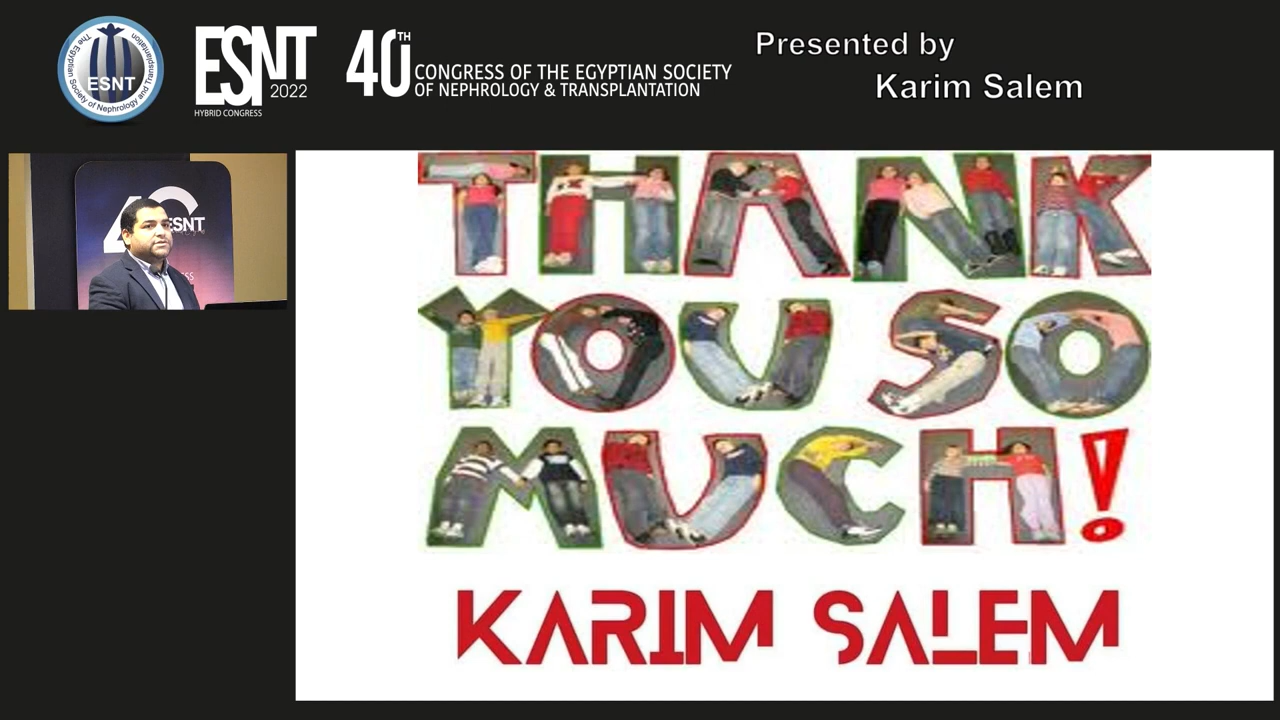 The Egyptian Society of Nephrology and Transplantation
ESNT
ESNT
2022
HYBRID CONGRESS
40TH
CONGRESS OF THE EGYPTIAN SOCIETY
OF NEPHROLOGY & TRANSPLANTATION
Presented by
Karim Salem
ESNT
THANK
YOU SO
MUCH!
KARIM SALEM